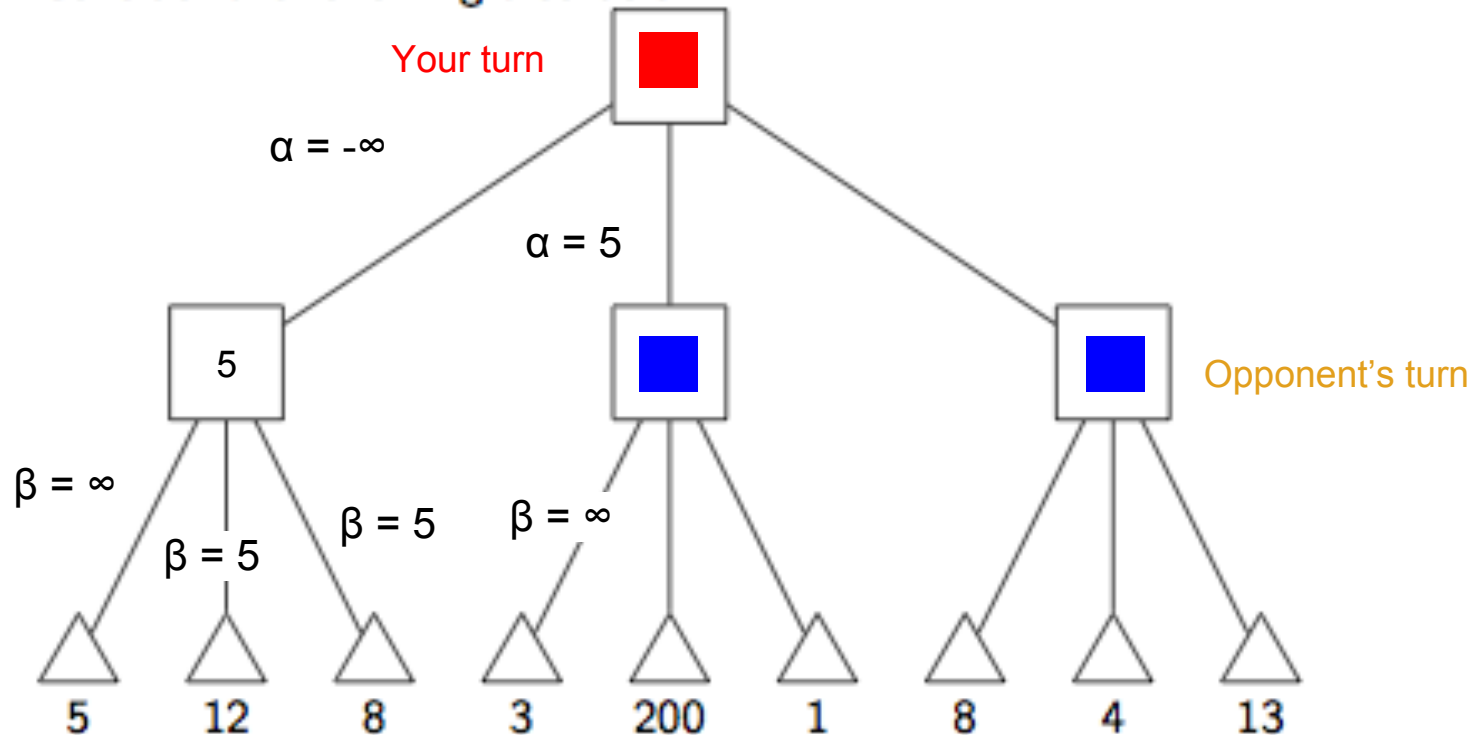 Your turn
α = -∞
α = 5
5
Opponent's turn
β = ∞
β = 5
β = 5
β = ∞
5 12 8 3 200 1 8 4 13